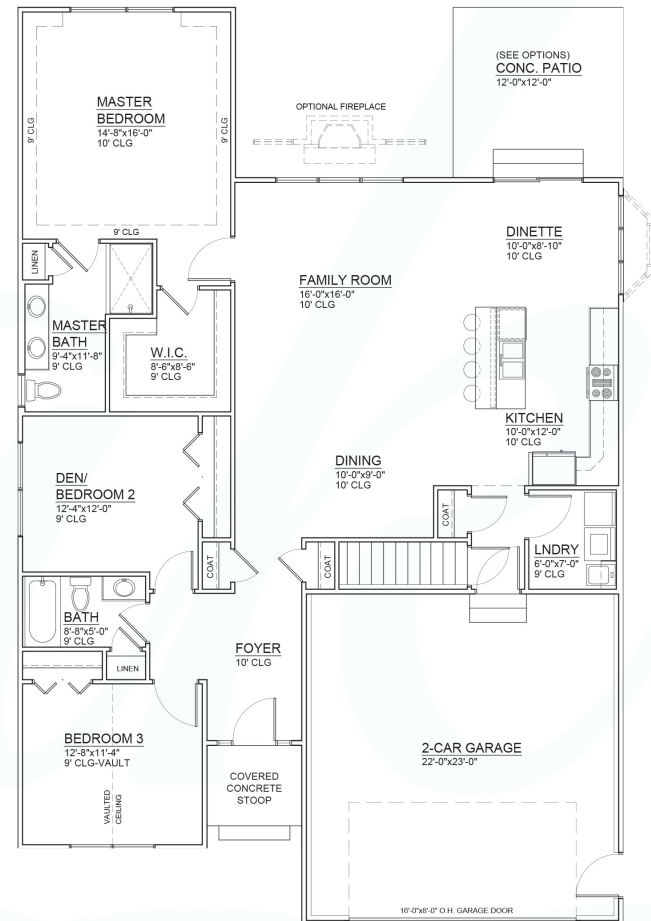 (SEE OPTIONS)
CONC. PATIO
12'-0"x12'-0"
MASTER
BEDROOM
14'-8"x16'-0"
10' CLG
9' CLG
9' CLG
9' CLG
OPTIONAL FIREPLACE
DINETTE
10'-0"x8'-10"
10' CLG
LINEN
FAMILY ROOM
16'-0"x16'-0"
10' CLG
MASTER
BATH
9'-4"x11'-8"
9' CLG
W.I.C.
8'-6"x8'-6"
9' CLG
KITCHEN
10'-0"x12'-0"
10' CLG
DINING
10'-0"x9'-0"
10' CLG
DEN/
BEDROOM 2
12'-4"x12'-0"
9' CLG
COAT
COAT
COAT
LNDRY
6'-0"x7'-0"
9' CLG
BATH
8'-8"x5'-0"
9' CLG
LINEN
FOYER
10' CLG
BEDROOM 3
12'-8"x11'-4"
9' CLG-VAULT
VAULTED
CEILING
COVERED
CONCRETE
STOOP
2-CAR GARAGE
22'-0"x23'-0"
16'-0"x8'-0" O.H. GARAGE DOOR